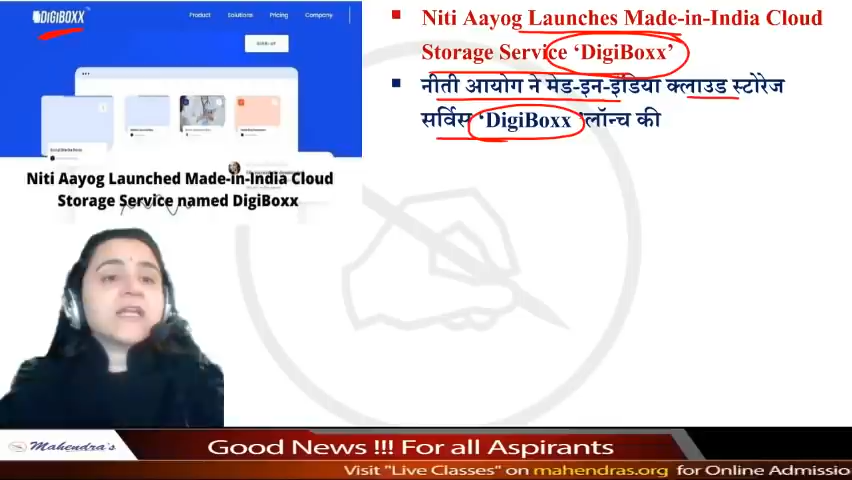 DIGIBOXX
Product Solutions Pricing Company
SIGN-UP
Niti Aayog Launched Made-in-India Cloud
Storage Service named DigiBoxx
Niti Aayog Launches Made-in-India Cloud
Storage Service ‘DigiBoxx’
नीती आयोग ने मेड-इन-इंडिया क्लाउड स्टोरेज
सर्विस ‘DigiBoxx ’लॉन्च की
Mahendra's
Good News !!! For all Aspirants
Visit "Live Classes" on mahendras.org for Online Admissio